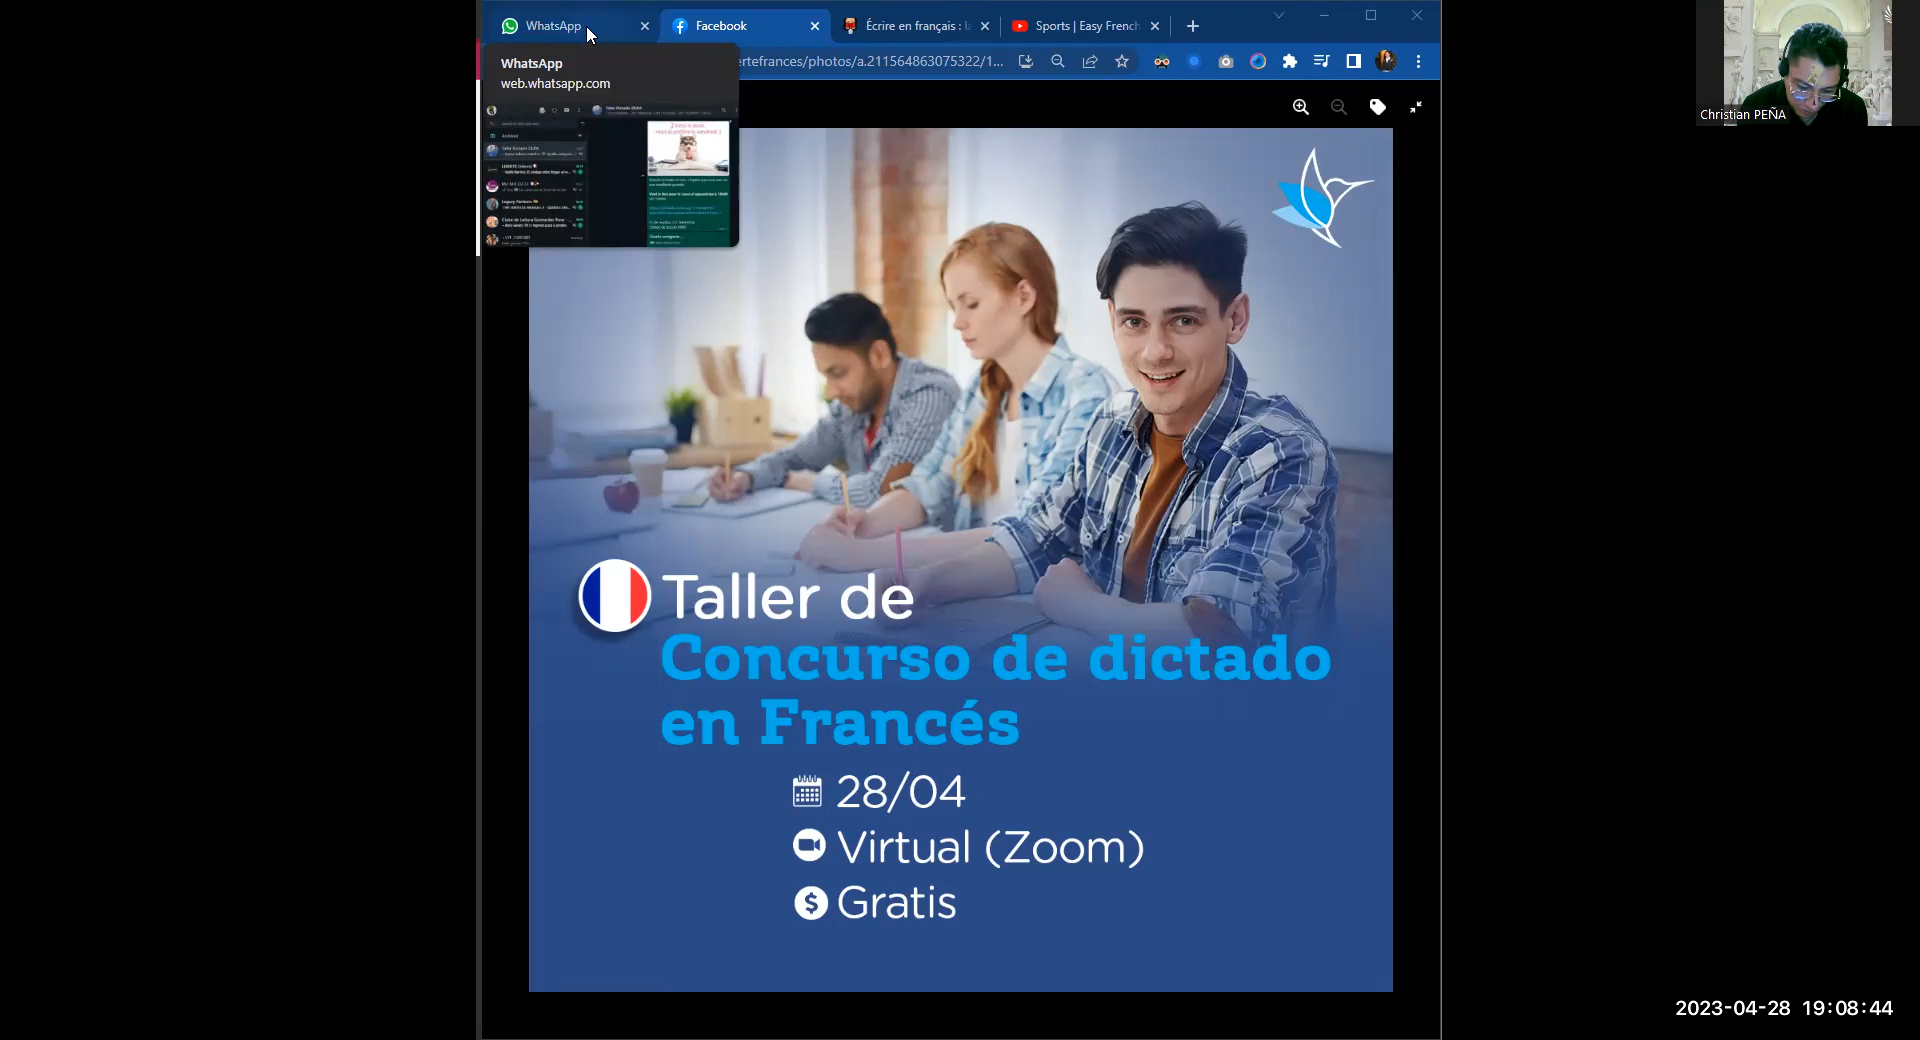 WhatsApp
Facebook
Écrire en français : l
Sports | Easy French
WhatsApp
web.whatsapp.com
ertefrances/photos/a.211564863075322/1...
Christian PEÑA
Taller de
Concurso de dictado
en Francés
28/04
Virtual (Zoom)
$ Gratis
2023-04-28 19:08:44